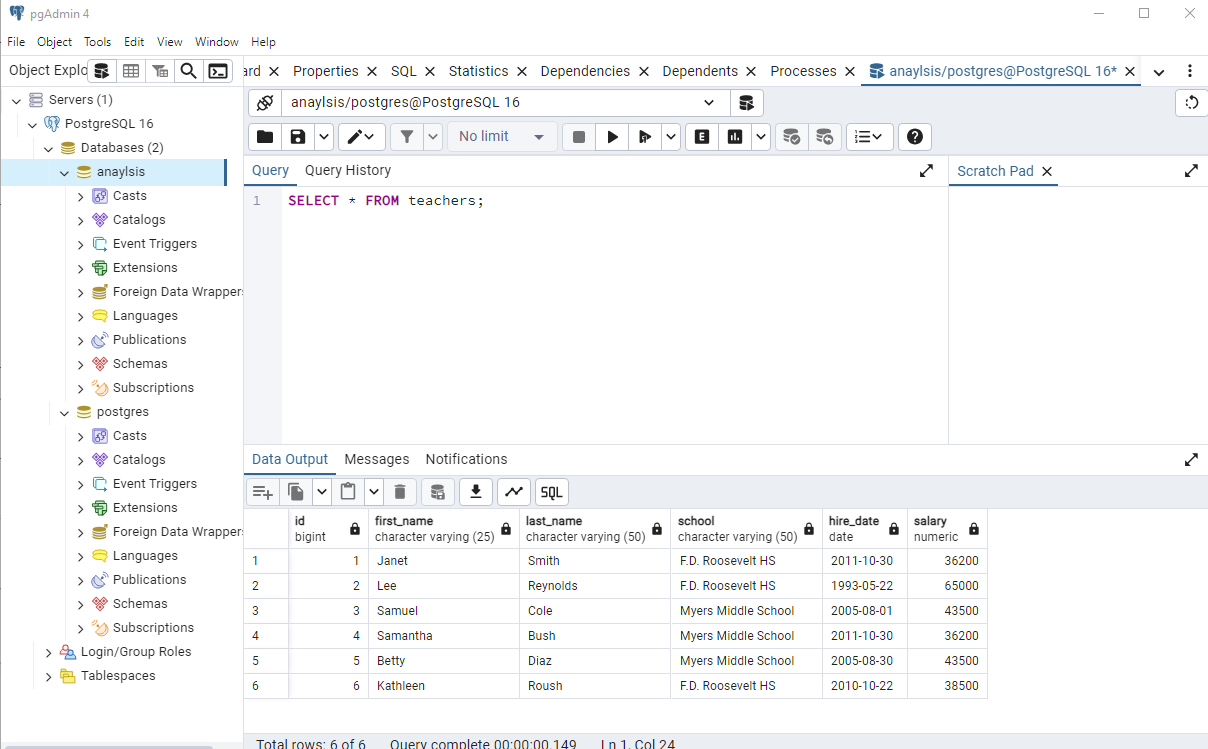 pgAdmin 4
File Object Tools Edit View Window Help
Object Explo
ard Properties SQL Statistics Dependencies Dependents Processes anaylsis/postgres@PostgreSQL 16*
Servers (1)
PostgreSQL 16
Databases (2)
anaylsis
Casts
Catalogs
Event Triggers
Extensions
Foreign Data Wrappers
Languages
Publications
Schemas
Subscriptions
postgres
Casts
Catalogs
Event Triggers
Extensions
Foreign Data Wrappers
Languages
Publications
Schemas
Subscriptions
Login/Group Roles
Tablespaces
anaylsis/postgres@PostgreSQL 16
No limit E
Query Query History
Scratch Pad
1 SELECT * FROM teachers;
Data Output Messages Notifications
SQL
id first_name last_name school hire_date salary
bigint character varying (25) character varying (50) character varying (50) date numeric
1 1 Janet Smith F.D. Roosevelt HS 2011-10-30 36200
2 2 Lee Reynolds F.D. Roosevelt HS 1993-05-22 65000
3 3 Samuel Cole Myers Middle School 2005-08-01 43500
4 4 Samantha Bush Myers Middle School 2011-10-30 36200
5 5 Betty Diaz Myers Middle School 2005-08-30 43500
6 6 Kathleen Roush F.D. Roosevelt HS 2010-10-22 38500
Total rows: 6 of 6 Query complete 00:00:00.149 Ln 1, Col 24